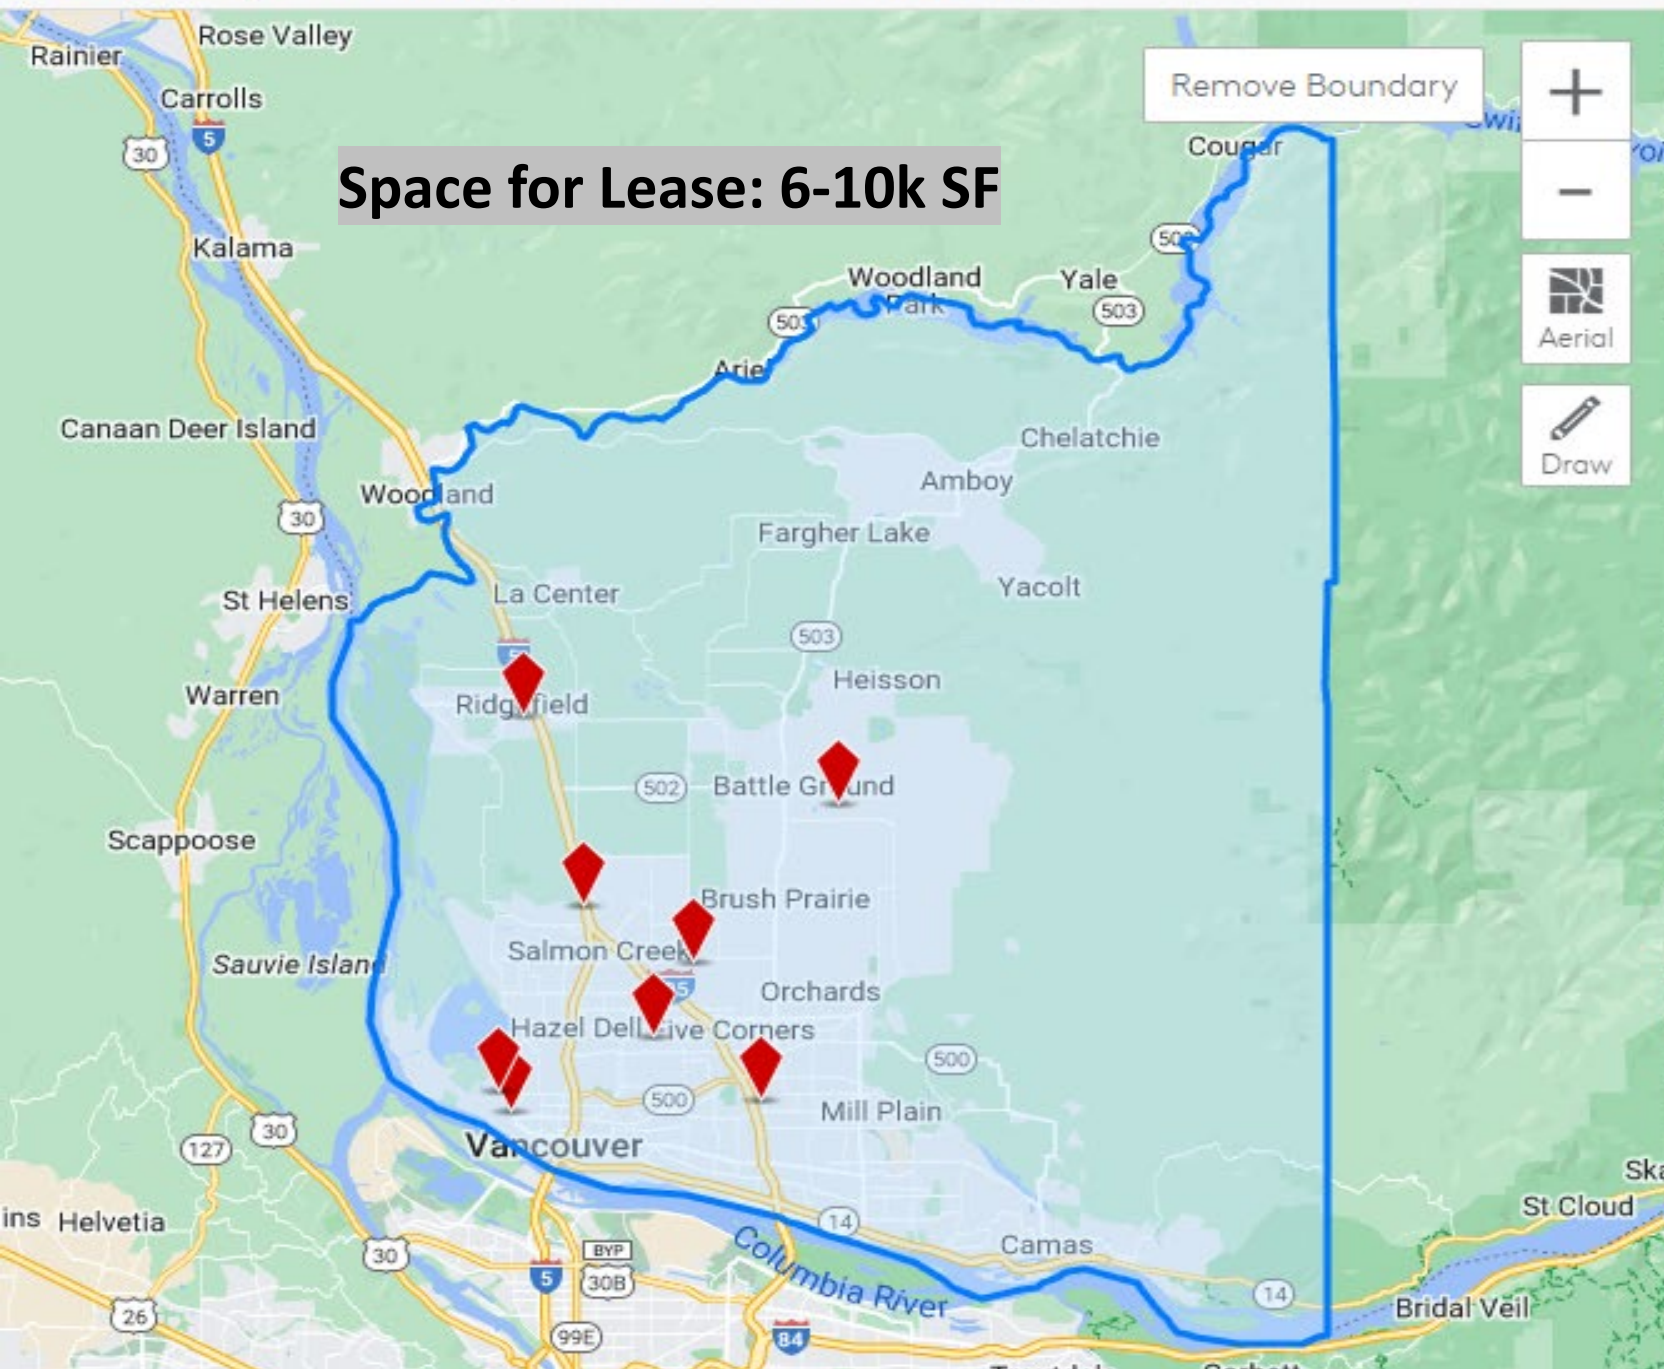 Rose Valley
Rainier
Carrolls
5
30
Remove Boundary
Cougar
Space for Lease: 6-10k SF
Kalama
Woodland
Park
Yale
503
503
Ariel
Aerial
Canaan Deer Island
Chelatchie
Draw
Woodland
Amboy
30
Fargher Lake
St Helens
La Center
Yacolt
503
5
Heisson
Warren
Ridgefield
502
Battle Ground
Scappoose
Brush Prairie
Salmon Creek
Sauvie Island
Orchards
Hazel Dell
Five Corners
500
500
Mill Plain
30
127
Vancouver
St Cloud
ins
Helvetia
14
Camas
30
BYP
30B
5
Columbia River
14
Bridal Veil
26
99E
84